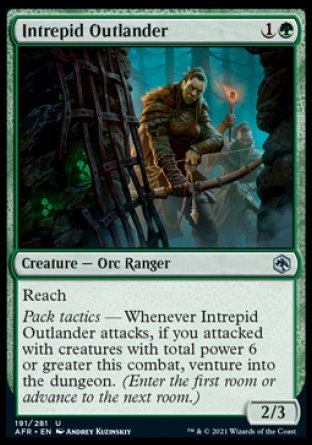 Intrepid Outlander 1
Creature — Orc Ranger
Reach
Pack tactics — Whenever Intrepid
Outlander attacks, if you attacked
with creatures with total power 6
or greater this combat, venture into
the dungeon. (Enter the first room or
advance to the next room.)
2/3
191/281 U
AFR • EN Andrey Kuzinskiy
™ & © 2021 Wizards of the Coast